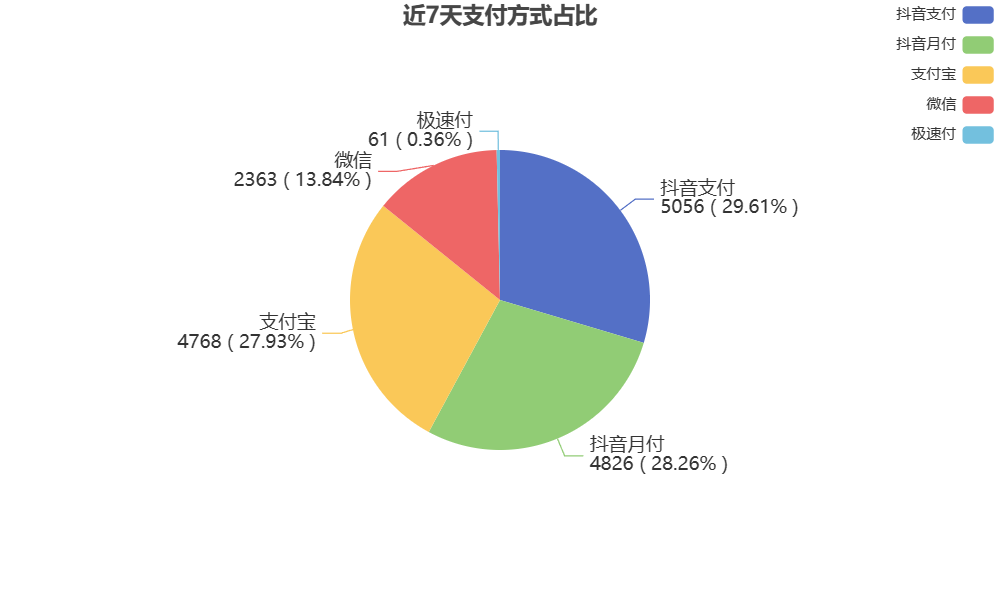 近7天支付方式占比
抖音支付
抖音月付
支付宝
微信
极速付
极速付
61 ( 0.36% )
微信
2363 ( 13.84% )
抖音支付
5056 ( 29.61% )
支付宝
4768 ( 27.93% )
抖音月付
4826 ( 28.26% )